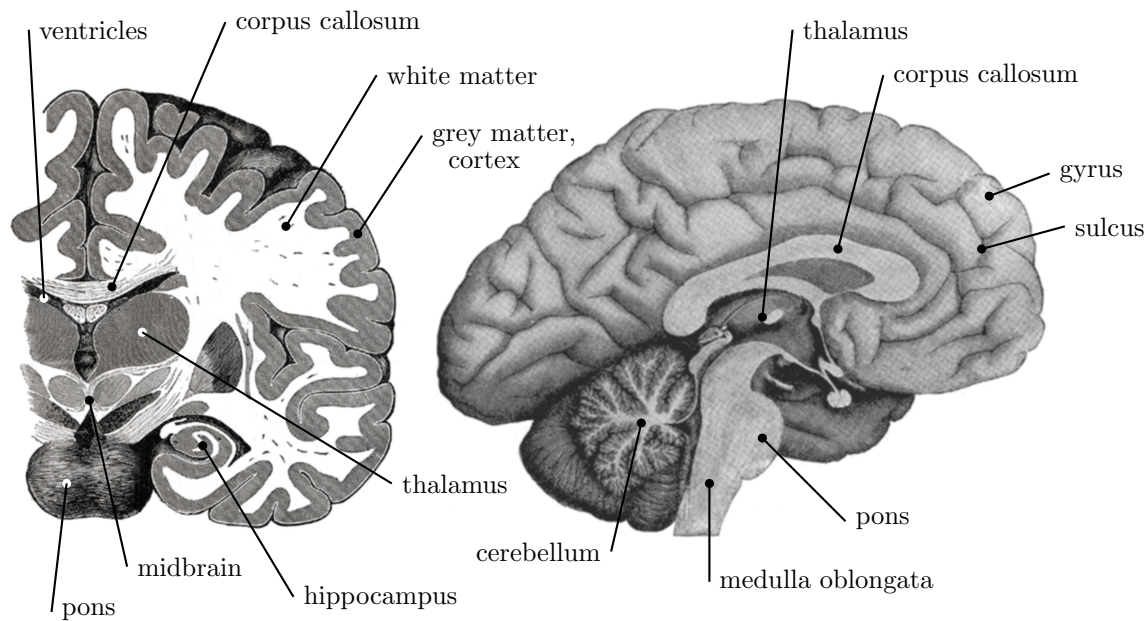 ventricles
corpus callosum
white matter
grey matter,
cortex
thalamus
midbrain
hippocampus
pons
thalamus
corpus callosum
gyrus
sulcus
pons
cerebellum
medulla oblongata